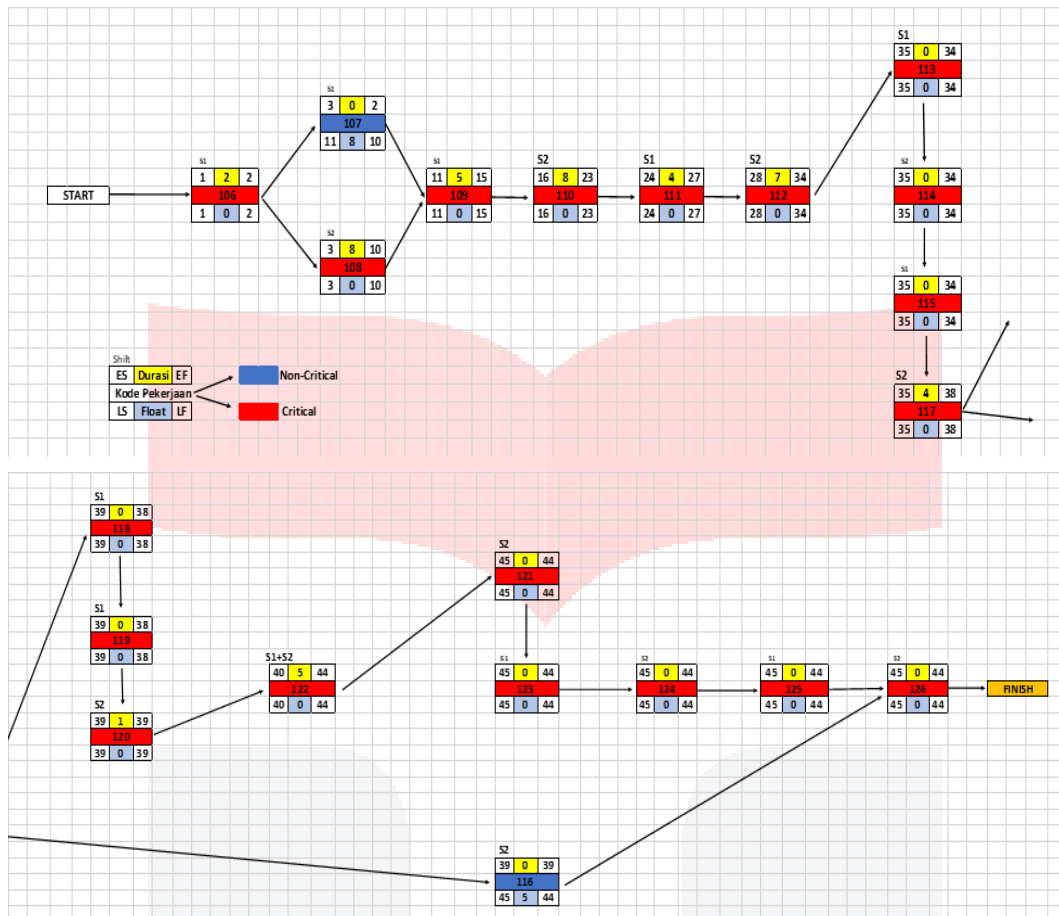 START
S1
1 2 2
106
1 0 2
S1
3 0 2
107
11 8 10
S2
3 8 10
108
3 0 10
S1
11 5 15
109
11 0 15
S2
16 8 23
110
16 0 23
S1
24 4 27
111
24 0 27
S2
28 7 34
112
28 0 34
S1
35 0 34
113
35 0 34
S2
35 0 34
114
35 0 34
S1
35 0 34
115
35 0 34
S2
35 4 38
117
35 0 38
Shift
ES Durasi EF
Kode Pekerjaan
LS Float LF
Non-Critical
Critical
S1
39 0 38
118
39 0 38
S1
39 0 38
119
39 0 38
S2
39 1 39
120
39 0 39
S1+S2
40 5 44
122
40 0 44
S2
45 0 44
121
45 0 44
S1
45 0 44
123
45 0 44
S2
45 0 44
124
45 0 44
S1
45 0 44
125
45 0 44
S2
45 0 44
126
45 0 44
FINISH
S2
39 0 39
116
45 5 44